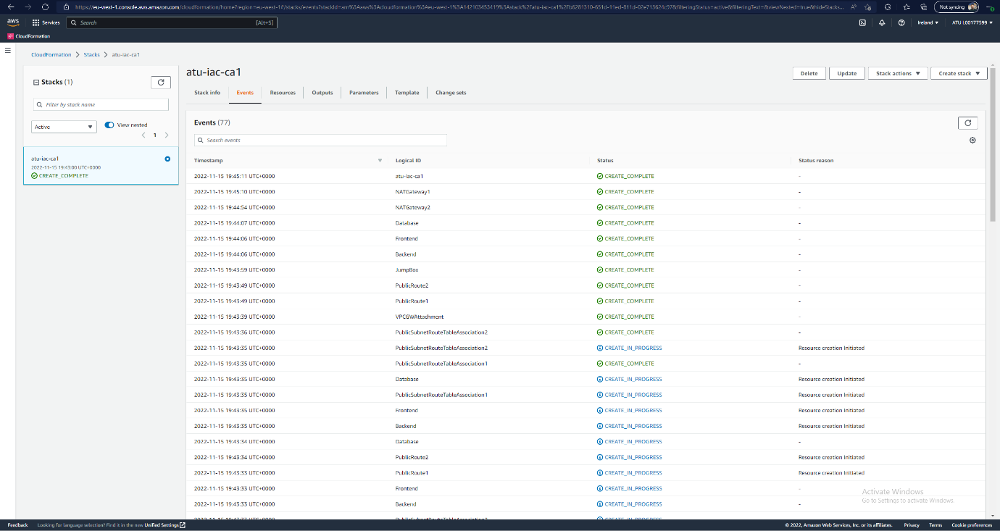 https://eu-west-1.console.aws.amazon.com/cloudformation/home?region=eu-west-1#/stacks/events?stackId=arn%3Aaws%3Acloudformation%3Aeu-west-1%3A142103453419%3Astack%2Fatu-iac-ca1%2Fb6281310-651d-11ed-811d-02e713624c97&filteringStatus=active&filteringText=&viewNested=true&hideStacks... Not syncing
aws Services Search [Alt+S] Ireland ATU L00177599
CloudFormation
CloudFormation Stacks atu-iac-ca1
Stacks (1)
Filter by stack name
Active View nested
1
atu-iac-ca1
2022-11-15 19:43:00 UTC+0000
CREATE_COMPLETE
atu-iac-ca1 Delete Update Stack actions Create stack
Stack info Events Resources Outputs Parameters Template Change sets
Events (77)
Search events
Timestamp Logical ID Status Status reason
2022-11-15 19:45:11 UTC+0000 atu-iac-ca1 CREATE_COMPLETE -
2022-11-15 19:45:10 UTC+0000 NATGateway1 CREATE_COMPLETE -
2022-11-15 19:44:54 UTC+0000 NATGateway2 CREATE_COMPLETE -
2022-11-15 19:44:07 UTC+0000 Database CREATE_COMPLETE -
2022-11-15 19:44:06 UTC+0000 Frontend CREATE_COMPLETE -
2022-11-15 19:44:06 UTC+0000 Backend CREATE_COMPLETE -
2022-11-15 19:43:59 UTC+0000 JumpBox CREATE_COMPLETE -
2022-11-15 19:43:49 UTC+0000 PublicRoute2 CREATE_COMPLETE -
2022-11-15 19:43:49 UTC+0000 PublicRoute1 CREATE_COMPLETE -
2022-11-15 19:43:39 UTC+0000 VPCGWAttachment CREATE_COMPLETE -
2022-11-15 19:43:36 UTC+0000 PublicSubnetRouteTableAssociation2 CREATE_COMPLETE -
2022-11-15 19:43:35 UTC+0000 PublicSubnetRouteTableAssociation2 CREATE_IN_PROGRESS Resource creation Initiated
2022-11-15 19:43:35 UTC+0000 PublicSubnetRouteTableAssociation1 CREATE_COMPLETE -
2022-11-15 19:43:35 UTC+0000 Database CREATE_IN_PROGRESS Resource creation Initiated
2022-11-15 19:43:35 UTC+0000 PublicSubnetRouteTableAssociation1 CREATE_IN_PROGRESS Resource creation Initiated
2022-11-15 19:43:35 UTC+0000 Frontend CREATE_IN_PROGRESS Resource creation Initiated
2022-11-15 19:43:35 UTC+0000 Backend CREATE_IN_PROGRESS Resource creation Initiated
2022-11-15 19:43:34 UTC+0000 Database CREATE_IN_PROGRESS -
2022-11-15 19:43:34 UTC+0000 PublicRoute2 CREATE_IN_PROGRESS Resource creation Initiated
2022-11-15 19:43:33 UTC+0000 PublicRoute1 CREATE_IN_PROGRESS Resource creation Initiated
2022-11-15 19:43:33 UTC+0000 Frontend CREATE_IN_PROGRESS -
2022-11-15 19:43:33 UTC+0000 Backend CREATE_IN_PROGRESS -
Activate Windows
Go to Settings to activate Windows.
Feedback Looking for language selection? Find it in the new Unified Settings © 2022, Amazon Web Services, Inc. or its affiliates. Privacy Terms Cookie preferences